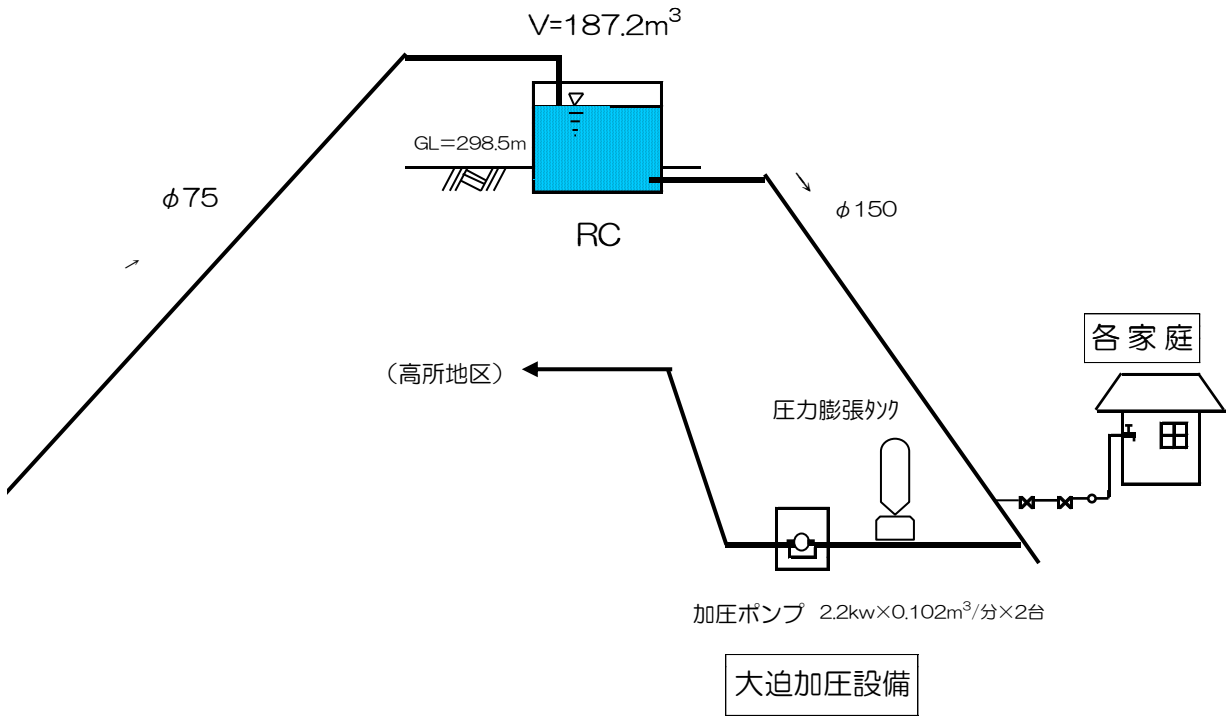 V=187.2m³
GL=298.5m
φ75
φ150
RC
各家庭
（高所地区）
圧力膨張ﾀﾝｸ
加圧ポンプ 2.2kw×0.102m³/分×2台
大迫加圧設備